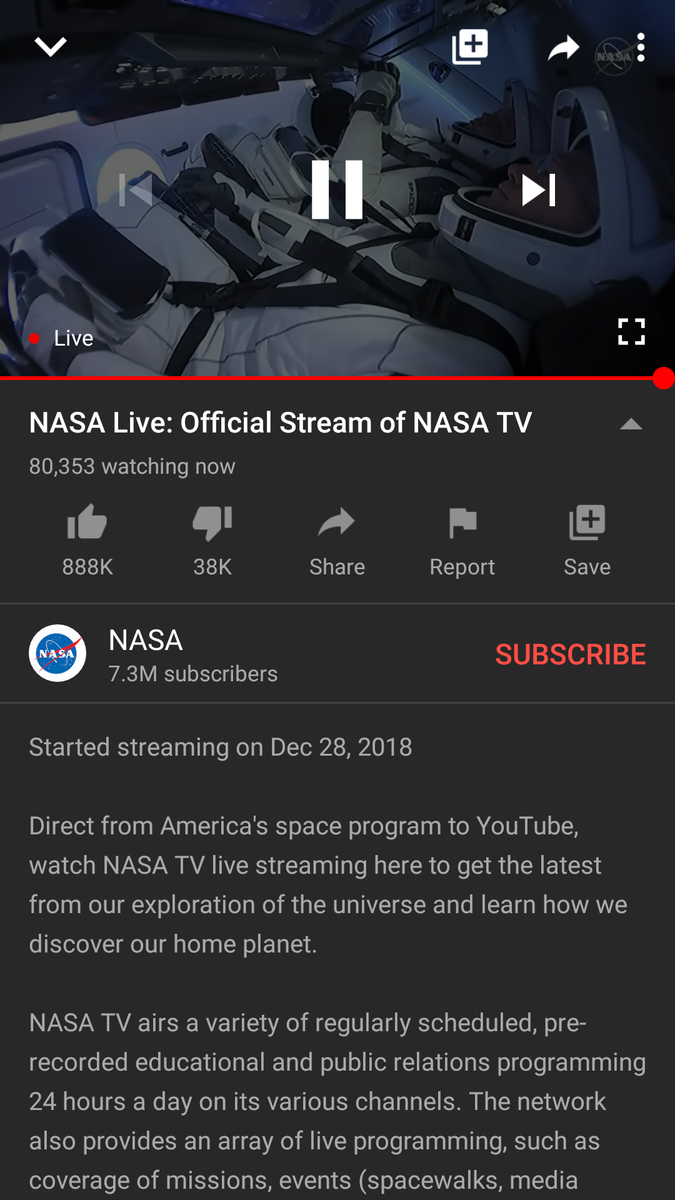 NASA
SPACEX
Live
NASA Live: Official Stream of NASA TV
80,353 watching now
888K
38K
Share
Report
Save
NASA
NASA
7.3M subscribers
SUBSCRIBE
Started streaming on Dec 28, 2018
Direct from America's space program to YouTube,
watch NASA TV live streaming here to get the latest
from our exploration of the universe and learn how we
discover our home planet.
NASA TV airs a variety of regularly scheduled, pre-
recorded educational and public relations programming
24 hours a day on its various channels. The network
also provides an array of live programming, such as
coverage of missions, events (spacewalks, media